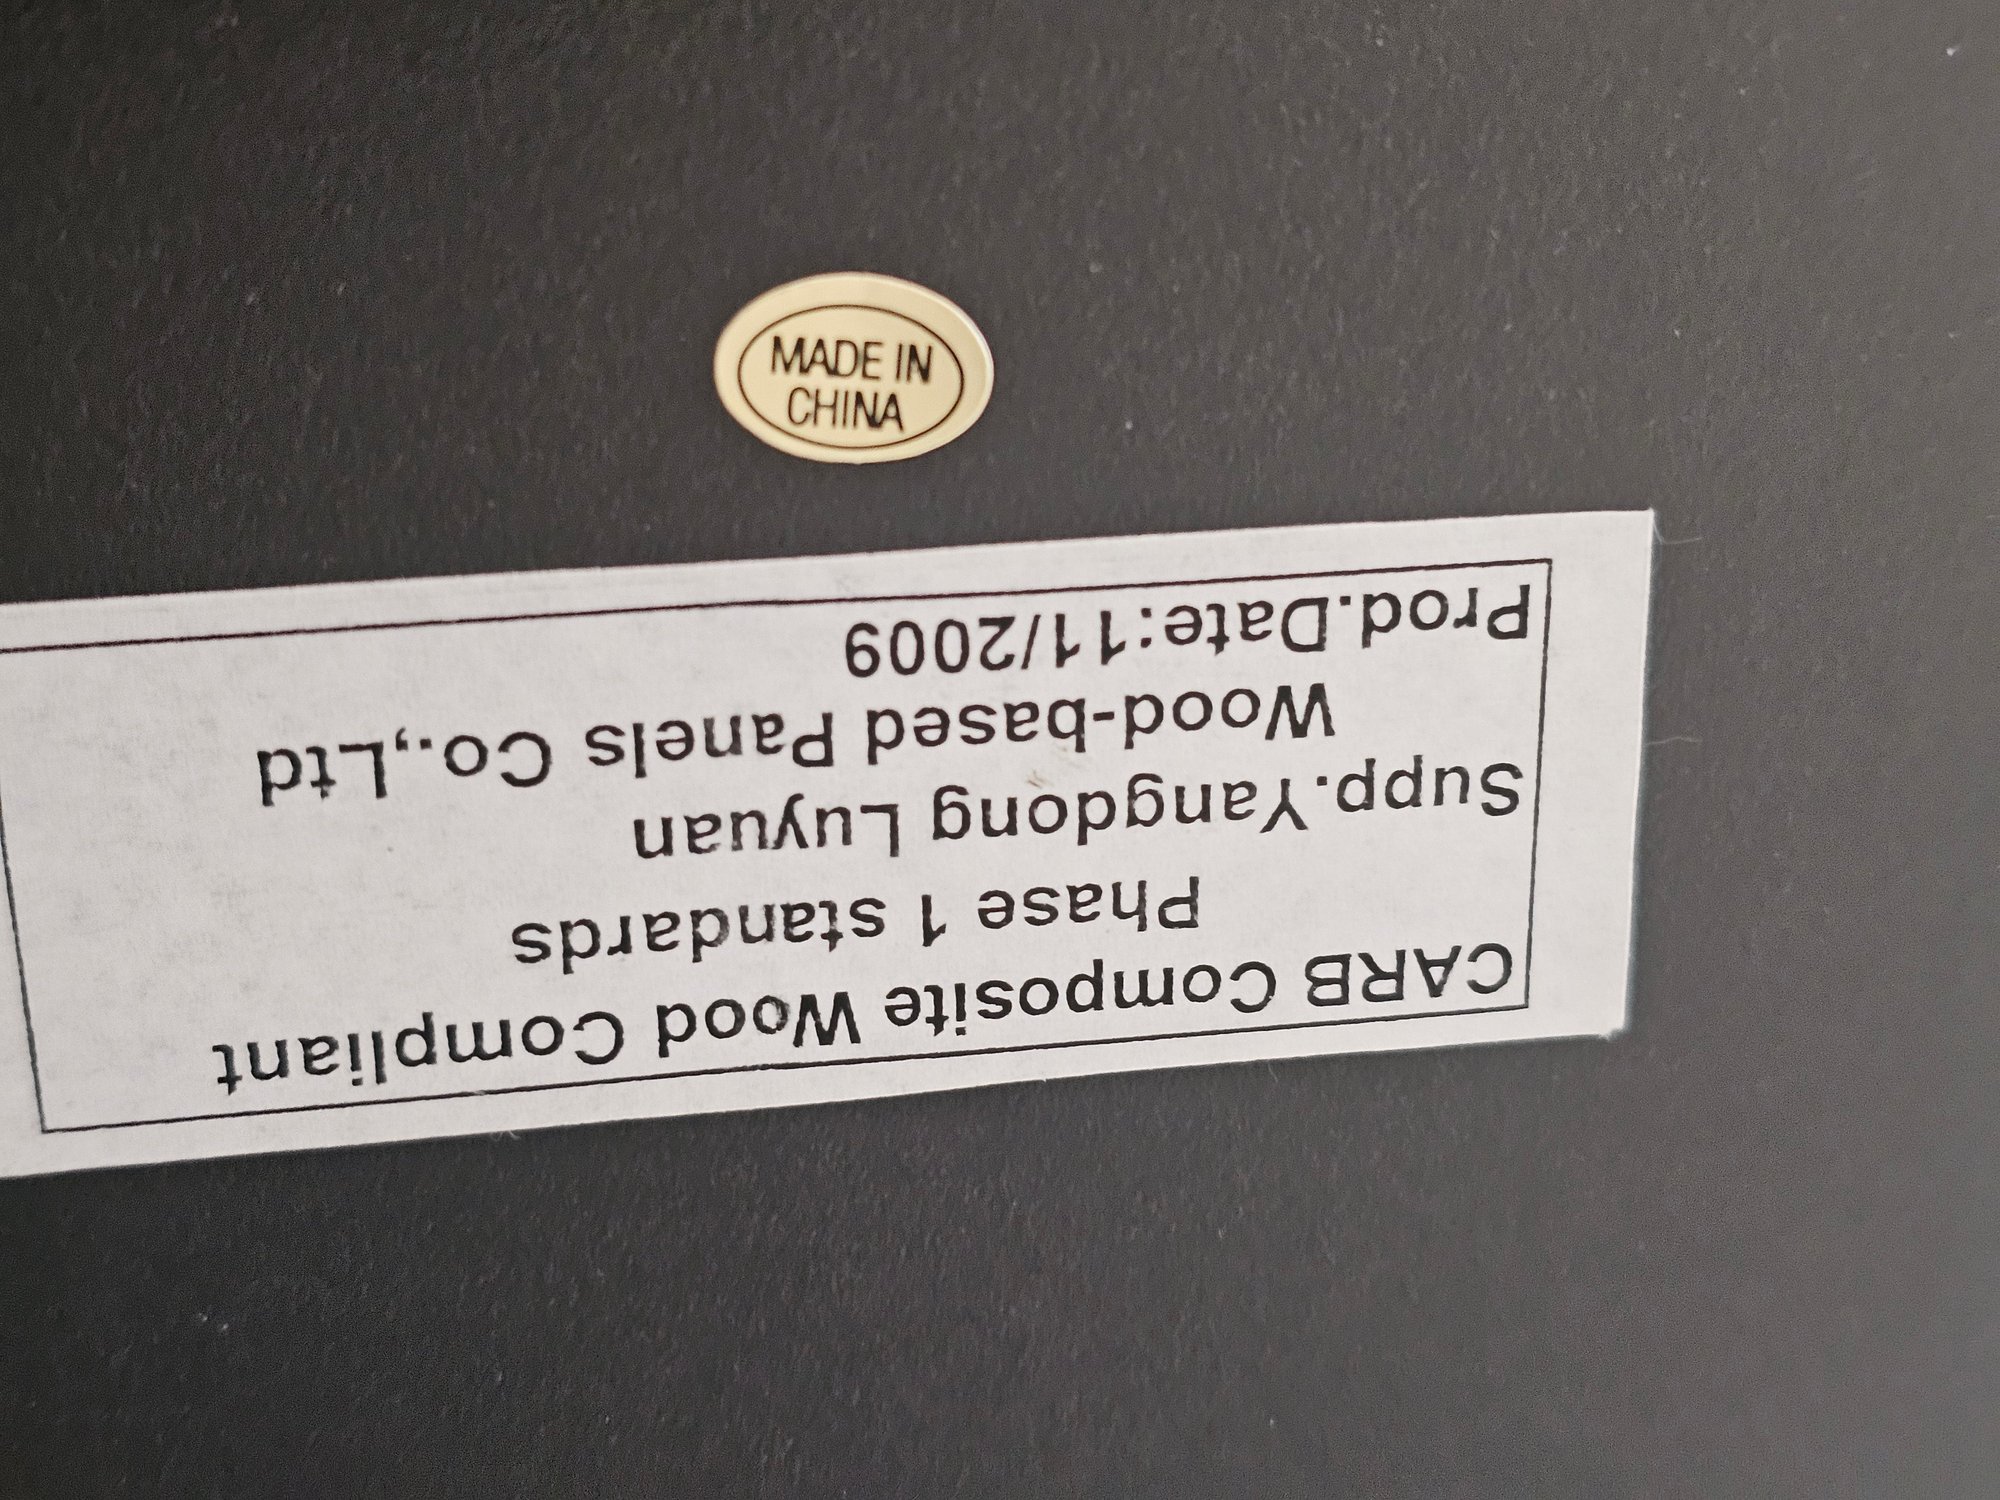 MADE IN
CHINA
CARB Composite Wood Compliant
Phase 1 standards
Supp.Yangdong Luyuan
Wood-based Panels Co.,Ltd
Prod.Date:11/2009